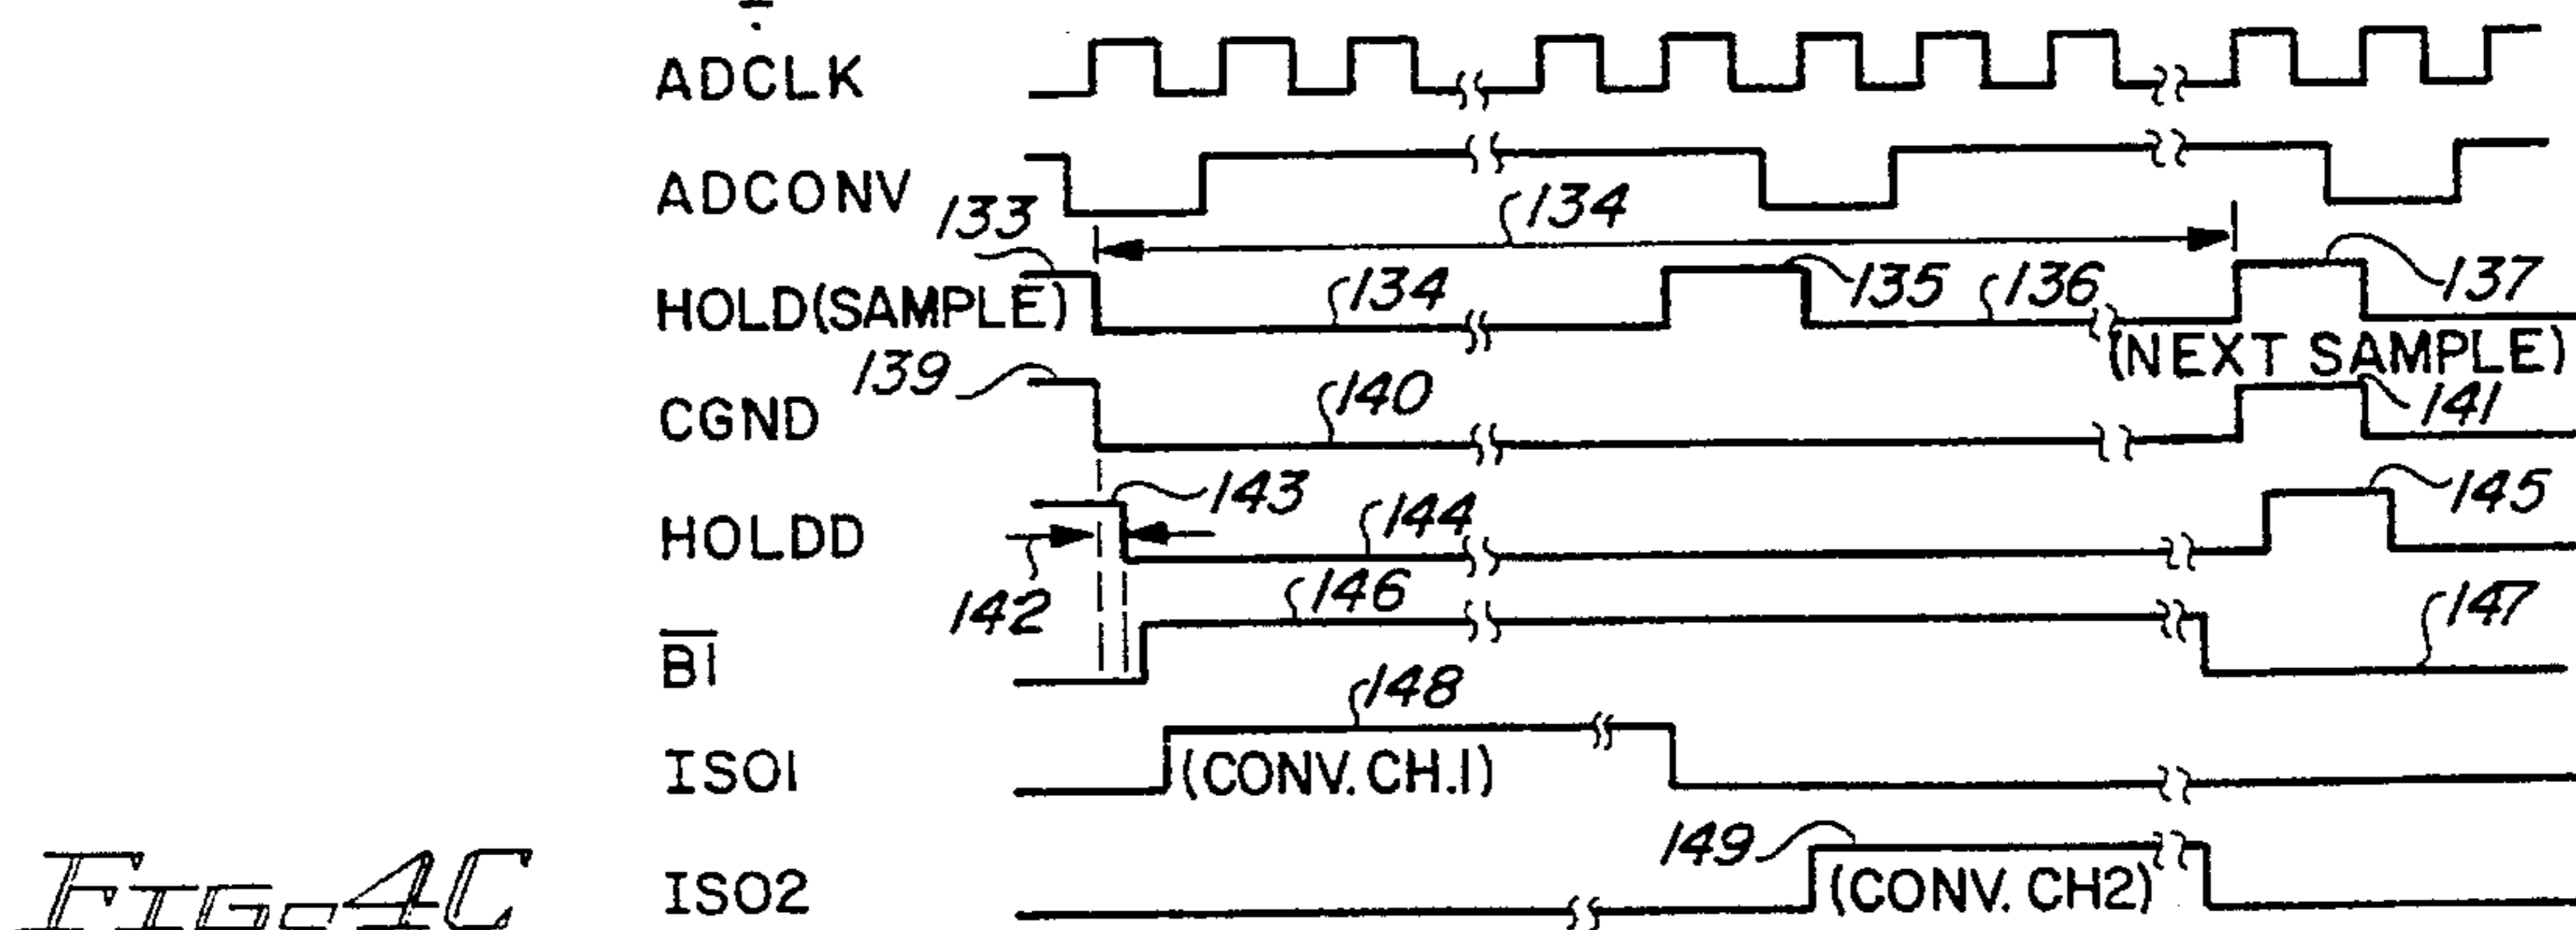 ADCLK
ADCONV
133
134
HOLD(SAMPLE)
134
135
136
137
(NEXT SAMPLE)
139
CGND
140
141
HOLDD
143
144
145
142
B1
146
147
ISO1
148
(CONV. CH.1)
ISO2
149
(CONV. CH2)
FIG-4C